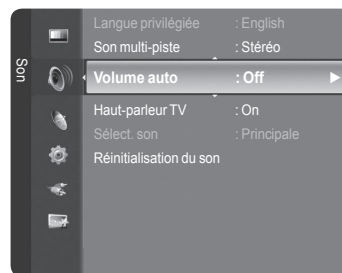 Son
Langue privilégiée : English
Son multi-piste : Stéréo
Volume auto : Off ►
Haut-parleur TV : On
Sélect. son : Principale
Réinitialisation du son